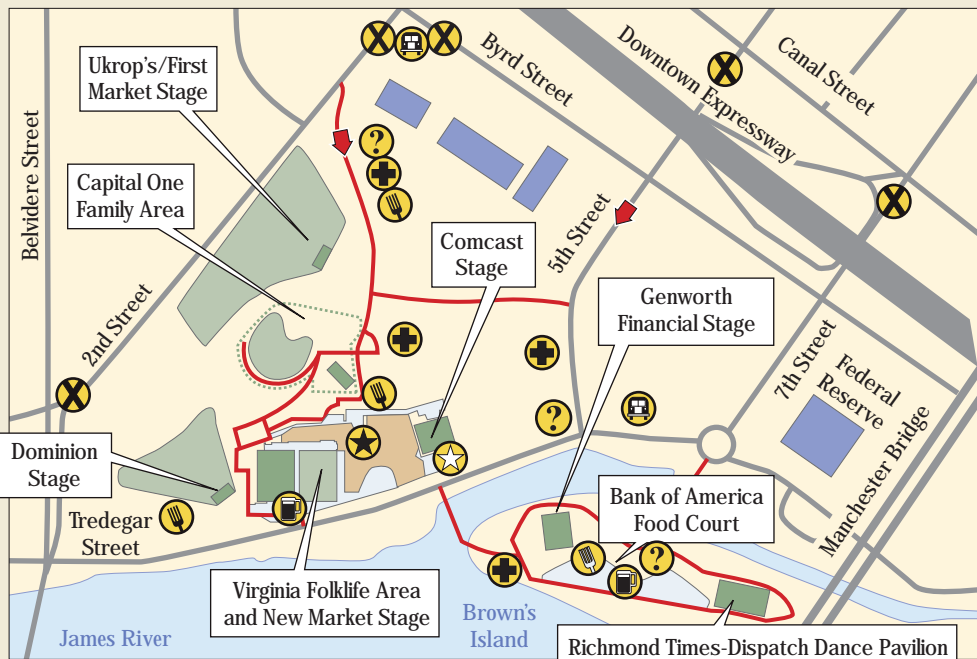 Ukrop's/First
Market Stage
Byrd Street
Downtown Expressway
Canal Street
Belvidere Street
Capital One
Family Area
?
Comcast
Stage
5th Street
Genworth
Financial Stage
2nd Street
7th Street
Federal
Reserve
?
Manchester Bridge
Dominion
Stage
Tredegar
Street
Bank of America
Food Court
?
Virginia Folklife Area
and New Market Stage
Brown's
Island
James River
Richmond Times-Dispatch Dance Pavilion